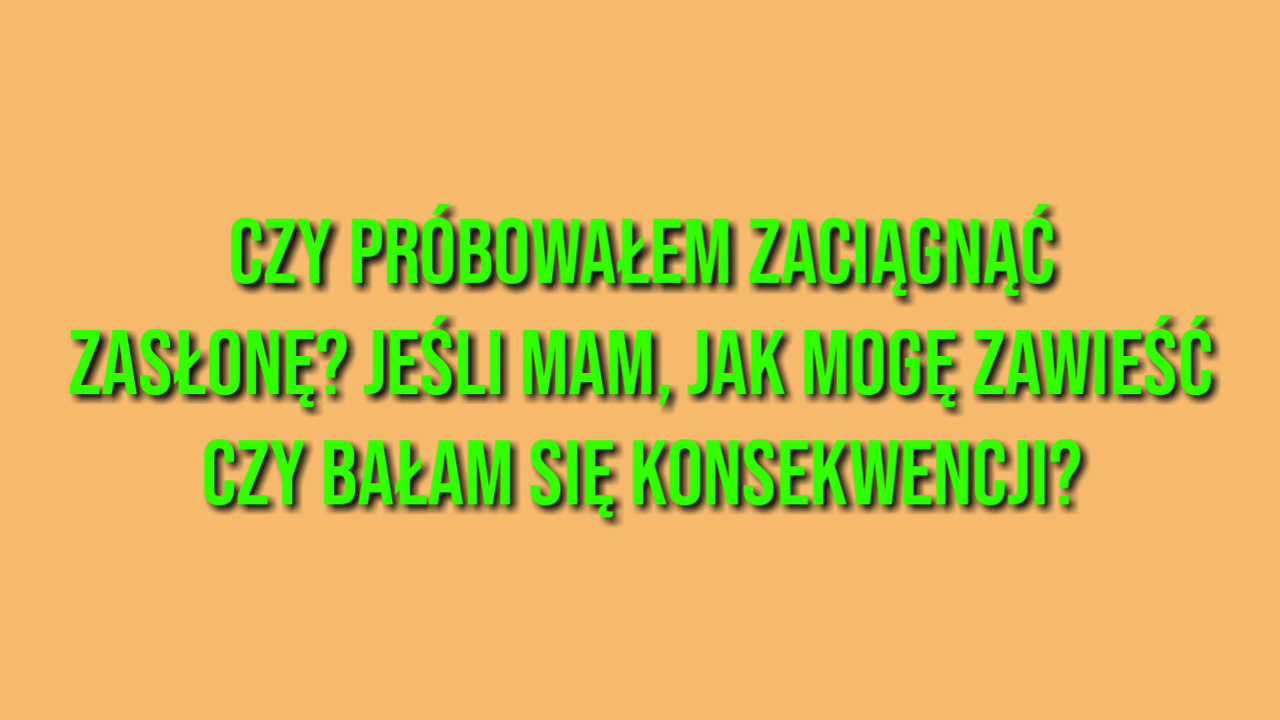 CZY PRÓBOWAŁEM ZACIĄGNĄĆ
ZASŁONĘ? JEŚLI MAM, JAK MOGĘ ZAWIEŚĆ
CZY BAŁAM SIĘ KONSEKWENCJI?